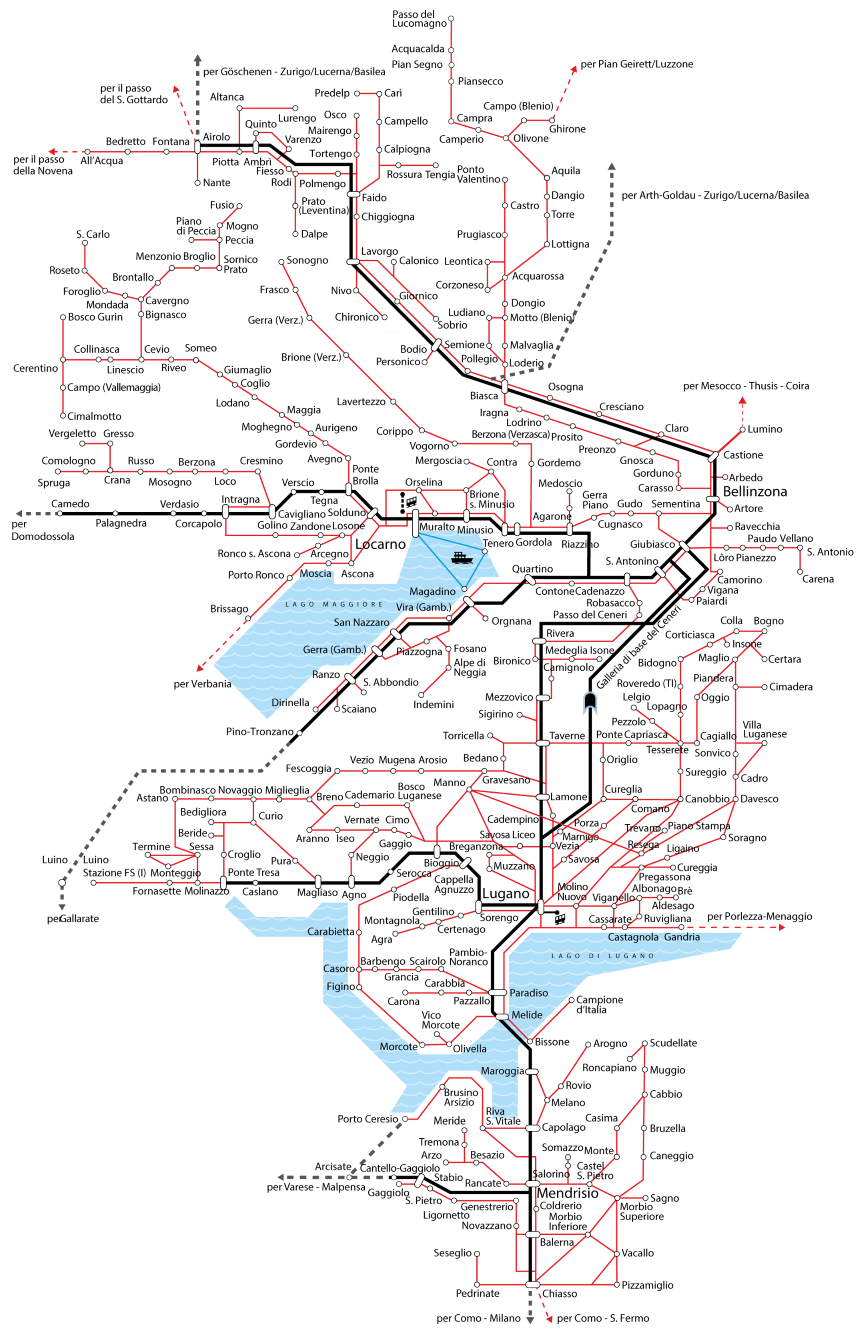 Passo del
Lucomagno
Acquacalda
Pian Segno
Piansecco
per Göschenen - Zurigo/Lucerna/Basilea
per Pian Geirett/Luzzone
per il passo
del S. Gottardo
Altanca
Predelp
Carì
Campo (Blenio)
Lurengo
Osco
Campello
Campra
Ghirone
Quinto
Mairengo
Camperio
Olivone
Bedretto
Fontana
Airolo
Varenzo
Tortengo
Calpiogna
per il passo
della Novena
All'Acqua
Piotta
Ambrì
Fiesso
Rodi
Polmengo
Rossura
Tengia
Ponto
Valentino
Aquila
Nante
Faido
Dangio
per Arth-Goldau - Zurigo/Lucerna/Basilea
Prato
(Leventina)
Castro
Torre
Fusio
Chiggiogna
Mogno
Dalpe
Piano
di Peccia
Peccia
Prugiasco
Lottigna
S. Carlo
Menzonio
Broglio
Sornico
Prato
Sonogno
Lavorgo
Calonico
Leontica
Roseto
Brontallo
Acquarossa
Frasco
Nivo
Corzoneso
Foroglio
Mondada
Cavergno
Giornico
Dongio
Bosco Gurin
Bignasco
Gerra (Verz.)
Chironico
Sobrio
Ludiano
Motto (Blenio)
Collinasca
Cevio
Someo
Brione (Verz.)
Bodio
Semione
Malvaglia
Cerentino
Linescio
Riveo
Personico
Pollegio
Loderio
Giumaglio
Coglio
Campo (Vallemaggia)
Biasca
Osogna
per Mesocco - Thusis - Coira
Lodano
Lavertezzo
Iragna
Cresciano
Cimalmotto
Maggia
Lodrino
Claro
Lumino
Vergeletto
Gresso
Moghegno
Aurigeno
Corippo
Prosito
Gordevio
Vogorno
Berzona (Verzasca)
Preonzo
Comologno
Russo
Berzona
Cresmino
Avegno
Mergoscia
Contra
Gordemo
Gnosca
Castione
Spruga
Crana
Mosogno
Loco
Ponte
Brolla
Gorduno
Arbedo
Verscio
Orselina
Brione
s. Minusio
Medoscio
Carasso
Bellinzona
Intragna
Tegna
Gerra
Piano
Gudo
Sementina
Artore
Camedo
Verdasio
Cavigliano
Solduno
Agarone
per
Domodossola
Palagnedra
Corcapolo
Golino
Zandone
Losone
Muralto
Minusio
Cugnasco
Ravecchia
Locarno
Tenero
Gordola
Riazzino
Giubiasco
Paudo
Vellano
Ronco s. Ascona
Arcegno
S. Antonino
Lôro
Pianezzo
S. Antonio
Porto Ronco
Moscia
Ascona
Quartino
Camorino
Carena
Magadino
Contone
Cadenazzo
Vigana
Brissago
LAGO MAGGIORE
Vira (Gamb.)
Robasacco
Paiardi
San Nazzaro
Orgnana
Passo del Ceneri
Rivera
Galleria di base del Ceneri
Colla
Bogno
Gerra (Gamb.)
Fosano
Corticiasca
Insone
Piazzogna
Bironico
Medeglia
Isone
Bidogno
Maglio
Certara
per Verbania
Ranzo
Alpe di
Neggia
Camignolo
S. Abbondio
Mezzovico
Roveredo (TI)
Piandera
Cimadera
Dirinella
Scaiano
Indemini
Lelgio
Lopagno
Oggio
Sigirino
Pino-Tronzano
Torricella
Pezzolo
Villa
Luganese
Taverne
Ponte
Capriasca
Cagiallo
Tesserete
Sonvico
Vezio
Mugena
Arosio
Bedano
Origlio
Fescoggia
Gravesano
Sureggio
Cadro
Bombinasco
Novaggio
Miglieglia
Bosco
Luganese
Manno
Astano
Breno
Cademario
Lamone
Cureglia
Canobbio
Davesco
Bedigliora
Curio
Vernate
Cimo
Cadempino
Comano
Beride
Porza
Trevano
Piano Stampa
Aranno
Iseo
Gaggio
Savosa
Liceo
Mannigo
Soragno
Termine
Sessa
Breganzona
Vezia
Resega
Ligaino
Luino
Luino
Croglio
Neggio
Bioggio
Savosa
Cureggia
Stazione FS (I)
Monteggio
Pura
Serocca
Muzzano
Pregassona
Ponte Tresa
Cappella
Agnuzzo
Lugano
Molino
Nuovo
Viganello
Albonago
Brè
Fornasette
Molinazzo
Caslano
Magliaso
Agno
Piodella
Aldesago
per Gallarate
Gentilino
Sorengo
Cassarate
Ruvigliana
per Porlezza-Menaggio
Carabietta
Montagnola
Certenago
Castagnola
Gandria
Agra
Pambio-
Noranco
LAGO DI LUGANO
Casoro
Barbengo
Scairolo
Grancia
Carabbia
Figino
Paradiso
Carona
Pazzallo
Campione
d'Italia
Vico
Morcote
Melide
Morcote
Olivella
Bissone
Arogno
Scudellate
Roncapiano
Maroggia
Muggio
Brusino
Arsizio
Rovio
Cabbio
Porto Ceresio
Riva
S. Vitale
Melano
Meride
Capolago
Casima
Bruzella
Tremona
Somazzo
Monte
Arzo
Besazio
Caneggio
Arcisate
Cantello-Gaggiolo
Salorino
Castel
S. Pietro
per Varese - Malpensa
Stabio
Rancate
Mendrisio
Sagno
Gaggiolo
S. Pietro
Coldrerio
Morbio
Superiore
Ligornetto
Genestrerio
Morbio
Inferiore
Novazzano
Balerna
Seseglio
Vacallo
Pedrinate
Chiasso
Pizzamiglio
per Como - Milano
per Como - S. Fermo